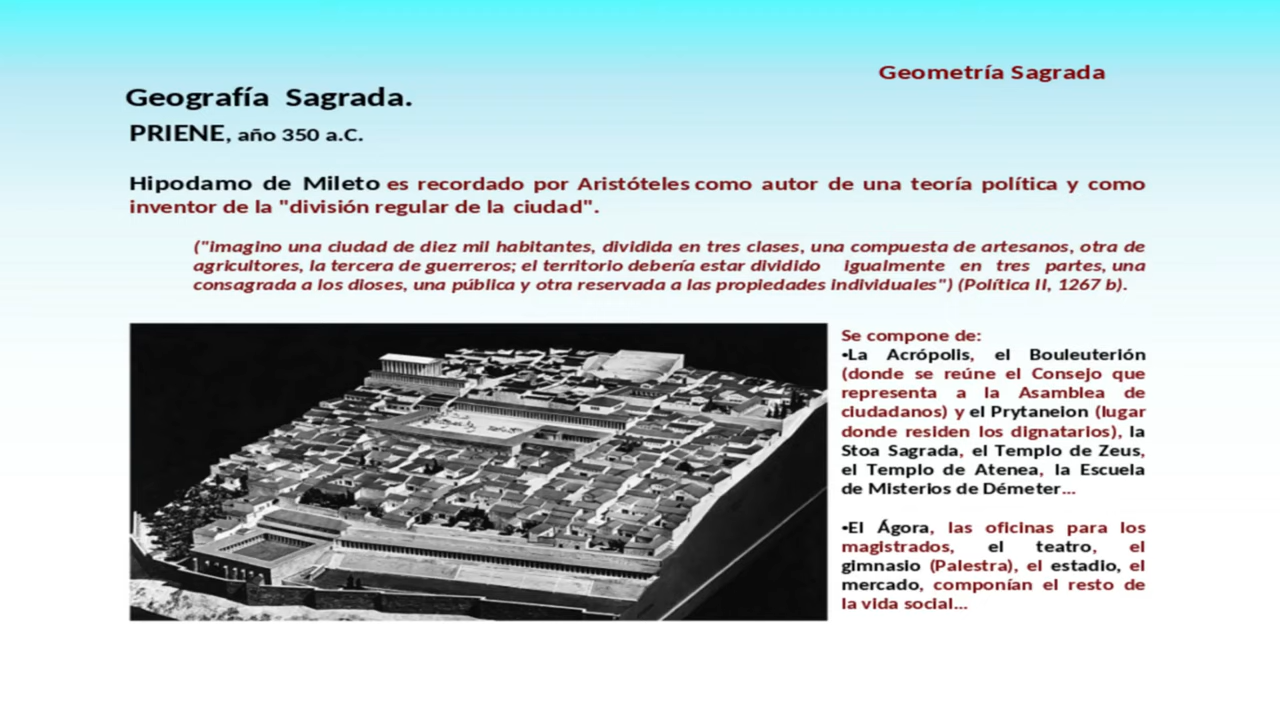 Geometría Sagrada
Geografía Sagrada.
PRIENE, año 350 a.C.
Hipodamo de Mileto es recordado por Aristóteles como autor de una teoría política y como
inventor de la "división regular de la ciudad".
("Imagino una ciudad de diez mil habitantes, dividida en tres clases, una compuesta de artesanos, otra de
agricultores, la tercera de guerreros; el territorio debería estar dividido igualmente en tres partes, una
consagrada a los dioses, una pública y otra reservada a las propiedades individuales") (Política II, 1267 b).
Se compone de:
•La Acrópolis, el Bouleuterión
(donde se reúne el Consejo que
representa a la Asamblea de
ciudadanos) y el Prytaneion (lugar
donde residen los dignatarios), la
Stoa Sagrada, el Templo de Zeus,
el Templo de Atenea, la Escuela
de Misterios de Démeter...
•El Ágora, las oficinas para los
magistrados, el teatro, el
gimnasio (Palestra), el estadio, el
mercado, componían el resto de
la vida social...